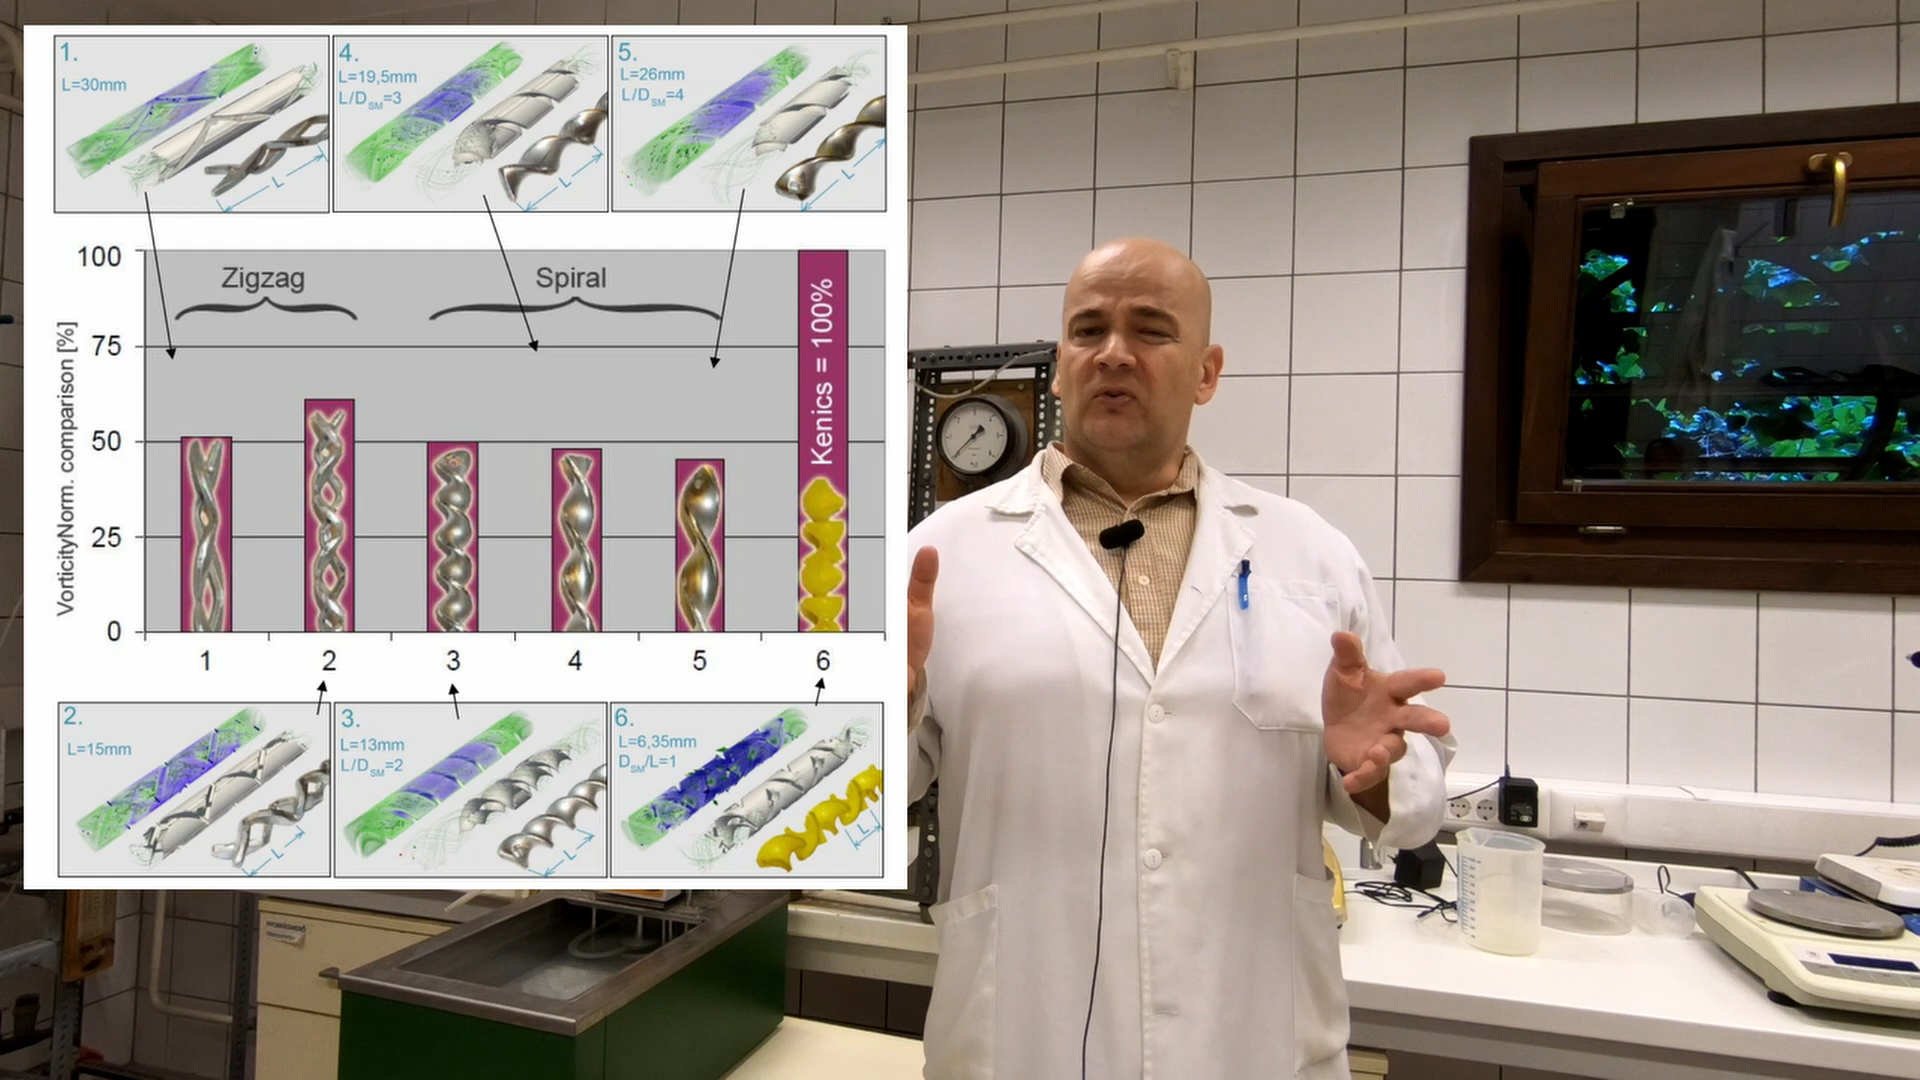 1.
L=30mm
L
4.
L=19,5mm
L/DSM=3
L
5.
L=26mm
L/DSM=4
L
VorticityNorm. comparison [%]
100
75
50
25
0
Zigzag
Spiral
Kenics = 100%
1
2
3
4
5
6
2.
L=15mm
L
3.
L=13mm
L/DSM=2
L
6.
L=6,35mm
DSM/L=1
L